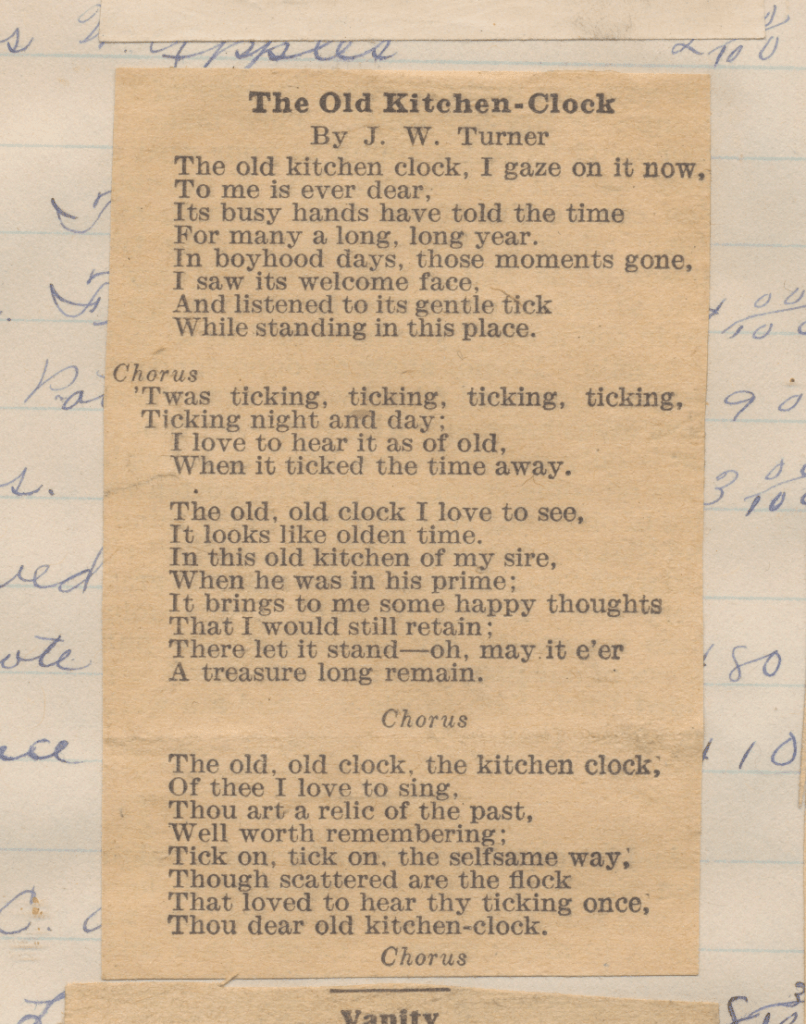 Apples
The Old Kitchen-Clock
By J. W. Turner
The old kitchen clock, I gaze on it now,
To me is ever dear,
Its busy hands have told the time
For many a long, long year.
In boyhood days, those moments gone,
I saw its welcome face,
And listened to its gentle tick
While standing in this place.
Chorus
'Twas ticking, ticking, ticking, ticking,
Ticking night and day;
I love to hear it as of old,
When it ticked the time away.
The old, old clock I love to see,
It looks like olden time.
In this old kitchen of my sire,
When he was in his prime;
It brings to me some happy thoughts
That I would still retain;
There let it stand—oh, may it e'er
A treasure long remain.
Chorus
The old, old clock, the kitchen clock,
Of thee I love to sing,
Thou art a relic of the past,
Well worth remembering;
Tick on, tick on, the selfsame way,
Though scattered are the flock
That loved to hear thy ticking once,
Thou dear old kitchen-clock.
Chorus
Vanity